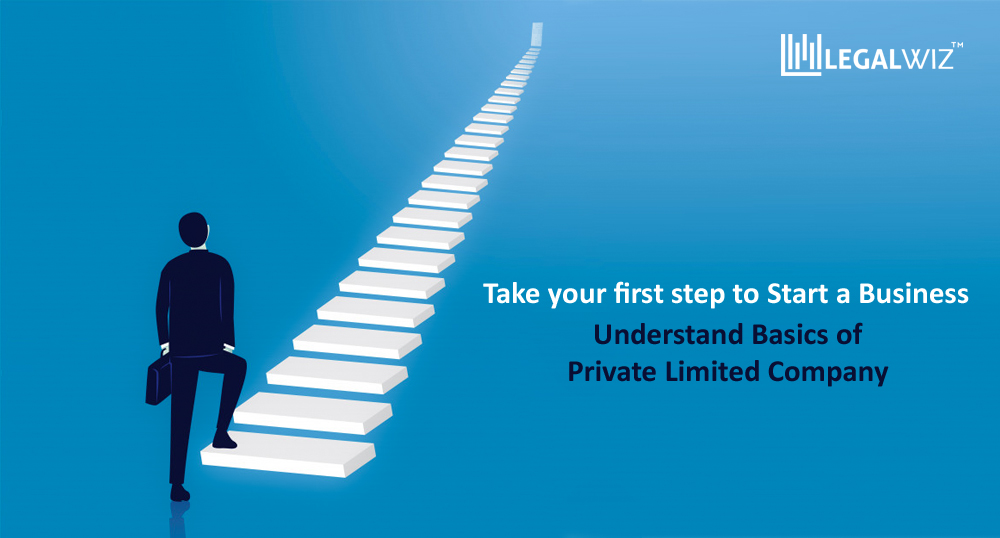 LEGALWIZ™
Take your first step to Start a Business
Understand Basics of
Private Limited Company